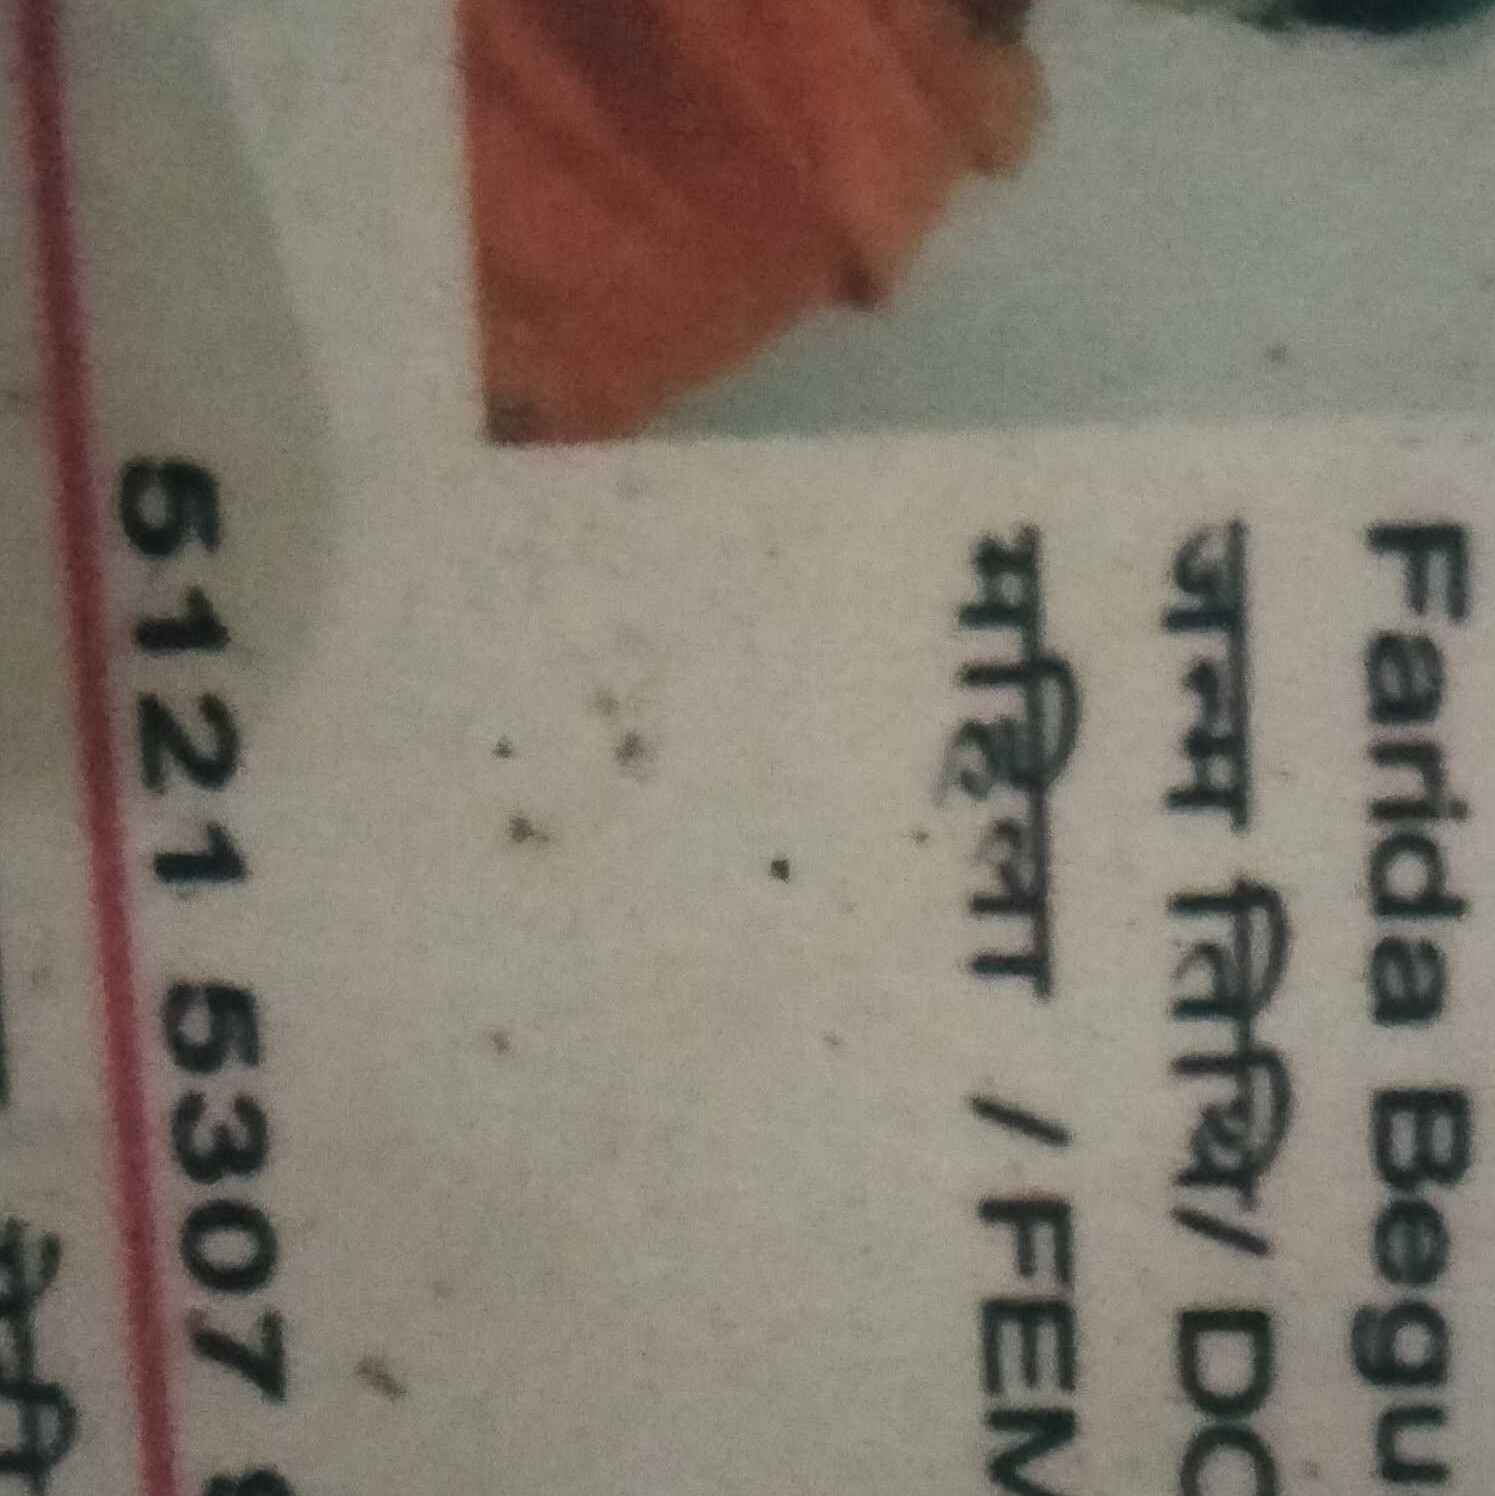 Farida Begu
जन्म तिथि/ DO
महिला / FEM
5121 5307